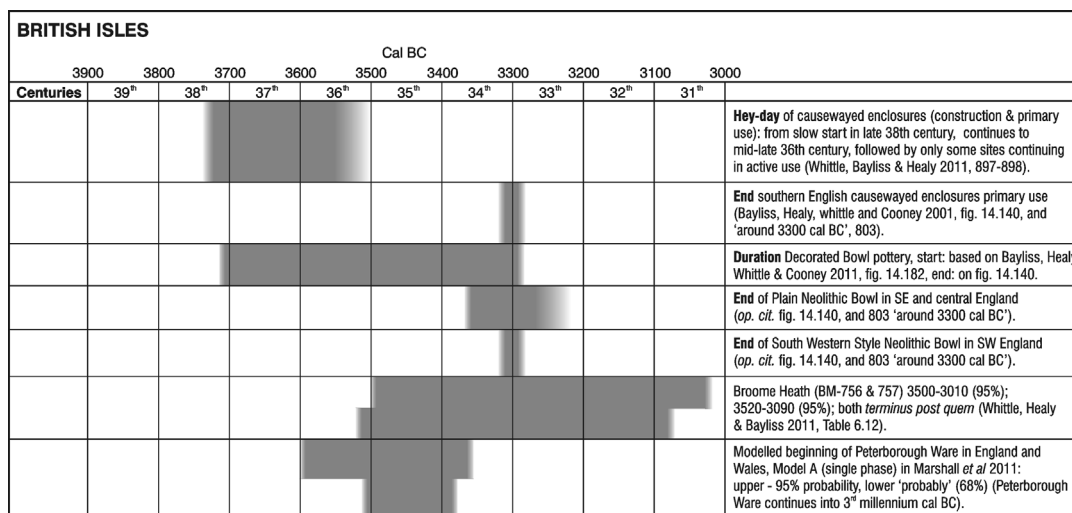 BRITISH ISLES
Cal BC
3900 3800 3700 3600 3500 3400 3300 3200 3100 3000
Centuries 39th 38th 37th 36th 35th 34th 33th 32th 31th
Hey-day of causewayed enclosures (construction & primary
use): from slow start in late 38th century, continues to
mid-late 36th century, followed by only some sites continuing
in active use (Whittle, Bayliss & Healy 2011, 897-898).
End southern English causewayed enclosures primary use
(Bayliss, Healy, whittle and Cooney 2001, fig. 14.140, and
'around 3300 cal BC', 803).
Duration Decorated Bowl pottery, start: based on Bayliss, Healy
Whittle & Cooney 2011, fig. 14.182, end: on fig. 14.140.
End of Plain Neolithic Bowl in SE and central England
(op. cit. fig. 14.140, and 803 'around 3300 cal BC').
End of South Western Style Neolithic Bowl in SW England
(op. cit. fig. 14.140, and 803 'around 3300 cal BC').
Broome Heath (BM-756 & 757) 3500-3010 (95%);
3520-3090 (95%); both terminus post quem (Whittle, Healy
& Bayliss 2011, Table 6.12).
Modelled beginning of Peterborough Ware in England and
Wales, Model A (single phase) in Marshall et al 2011:
upper - 95% probability, lower 'probably' (68%) (Peterborough
Ware continues into 3rd millennium cal BC).